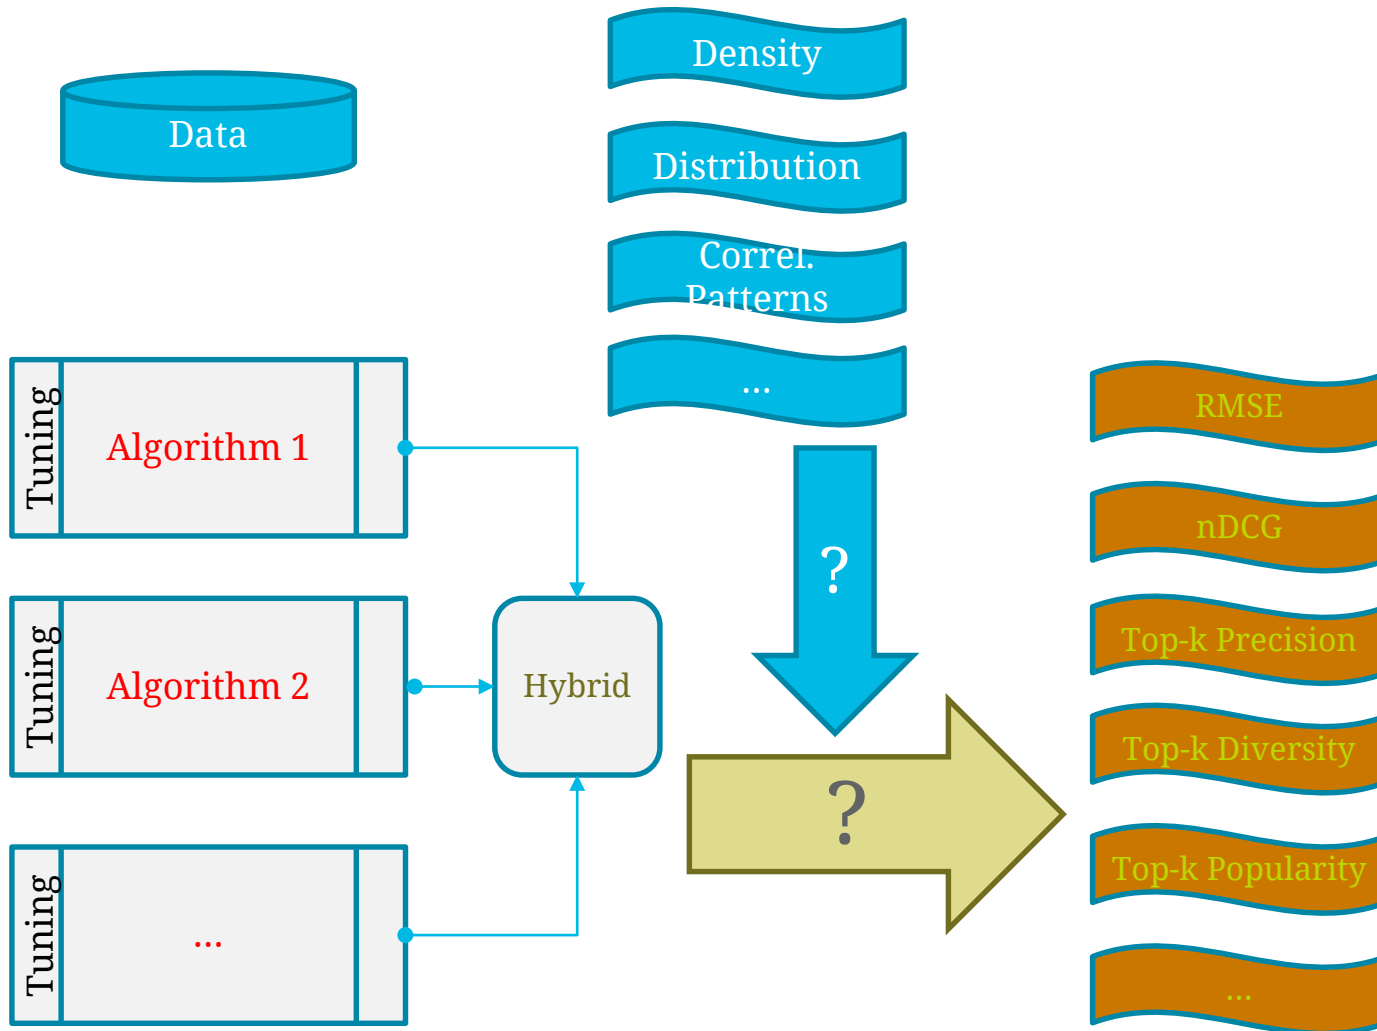 Density
Data
Distribution
Correl.
Patterns
...
Tuning
Algorithm 1
Tuning
Algorithm 2
Tuning
...
Hybrid
?
?
RMSE
nDCG
Top-k Precision
Top-k Diversity
Top-k Popularity
...